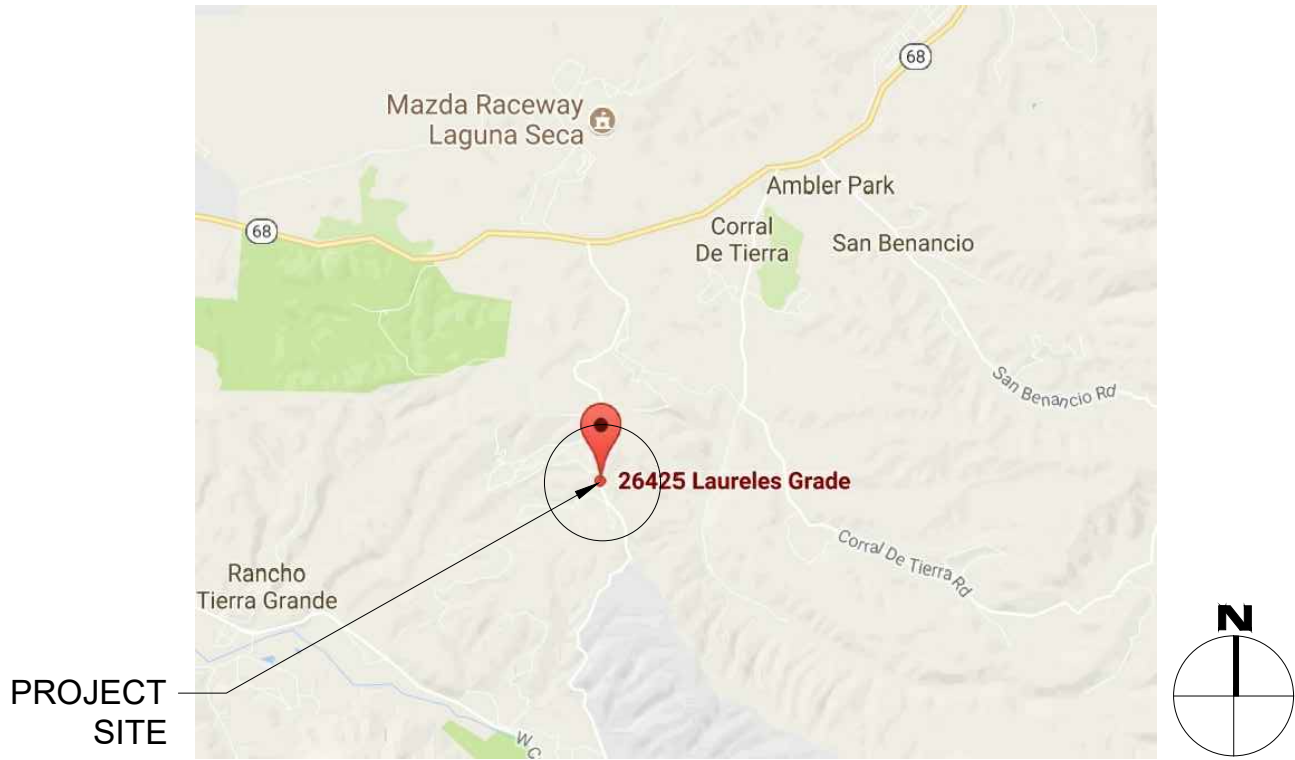 68
Mazda Raceway
Laguna Seca
Ambler Park
68
Corral
De Tierra
San Benancio
San Benancio Rd
26425 Laureles Grade
Corral De Tierra Rd
Rancho
Tierra Grande
N
PROJECT
SITE
W C